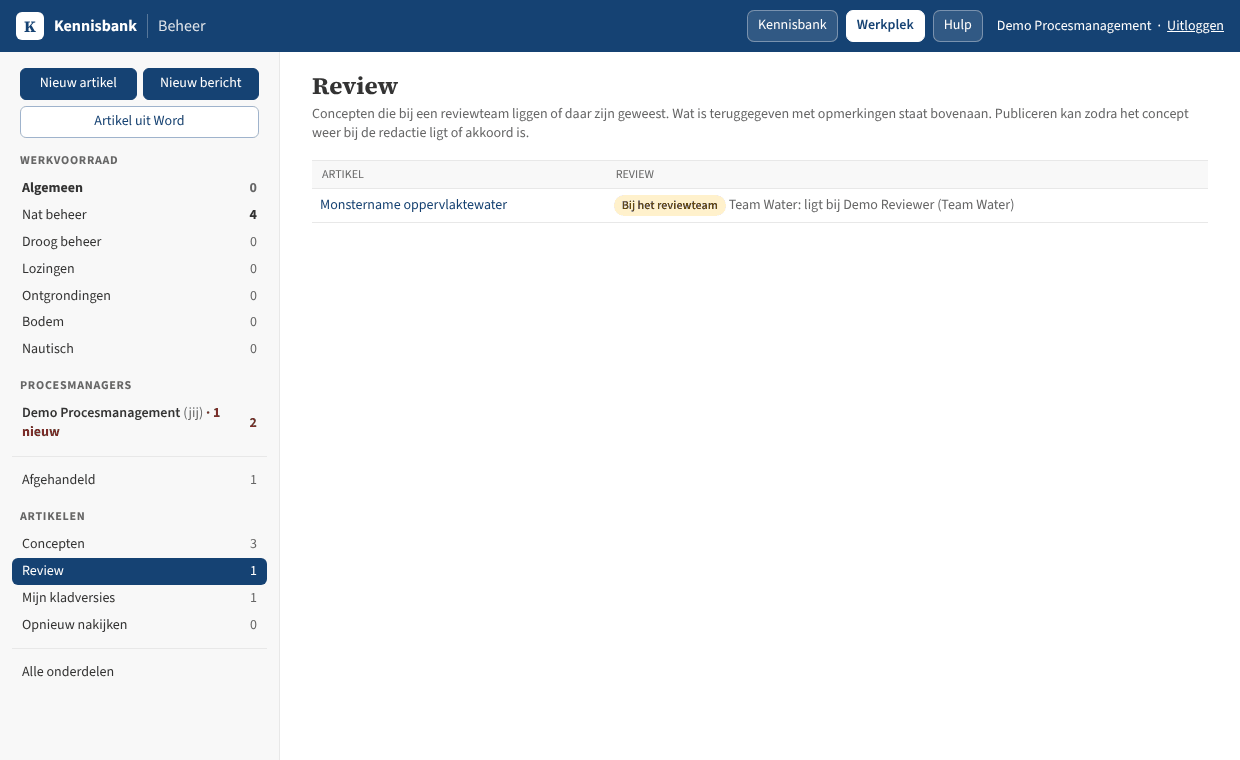 K Kennisbank Beheer Kennisbank Werkplek Hulp Demo Procesmanagement · Uitloggen
Nieuw artikel Nieuw bericht
Artikel uit Word
WERKVOORRAAD
Algemeen 0
Nat beheer 4
Droog beheer 0
Lozingen 0
Ontgrondingen 0
Bodem 0
Nautisch 0
PROCESMANAGERS
Demo Procesmanagement (jij) · 1
nieuw 2
Afgehandeld 1
ARTIKELEN
Concepten 3
Review 1
Mijn kladversies 1
Opnieuw nakijken 0
Alle onderdelen
Review
Concepten die bij een reviewteam liggen of daar zijn geweest. Wat is teruggegeven met opmerkingen staat bovenaan. Publiceren kan zodra het concept
weer bij de redactie ligt of akkoord is.
ARTIKEL REVIEW
Monstername oppervlaktewater Bij het reviewteam Team Water: ligt bij Demo Reviewer (Team Water)